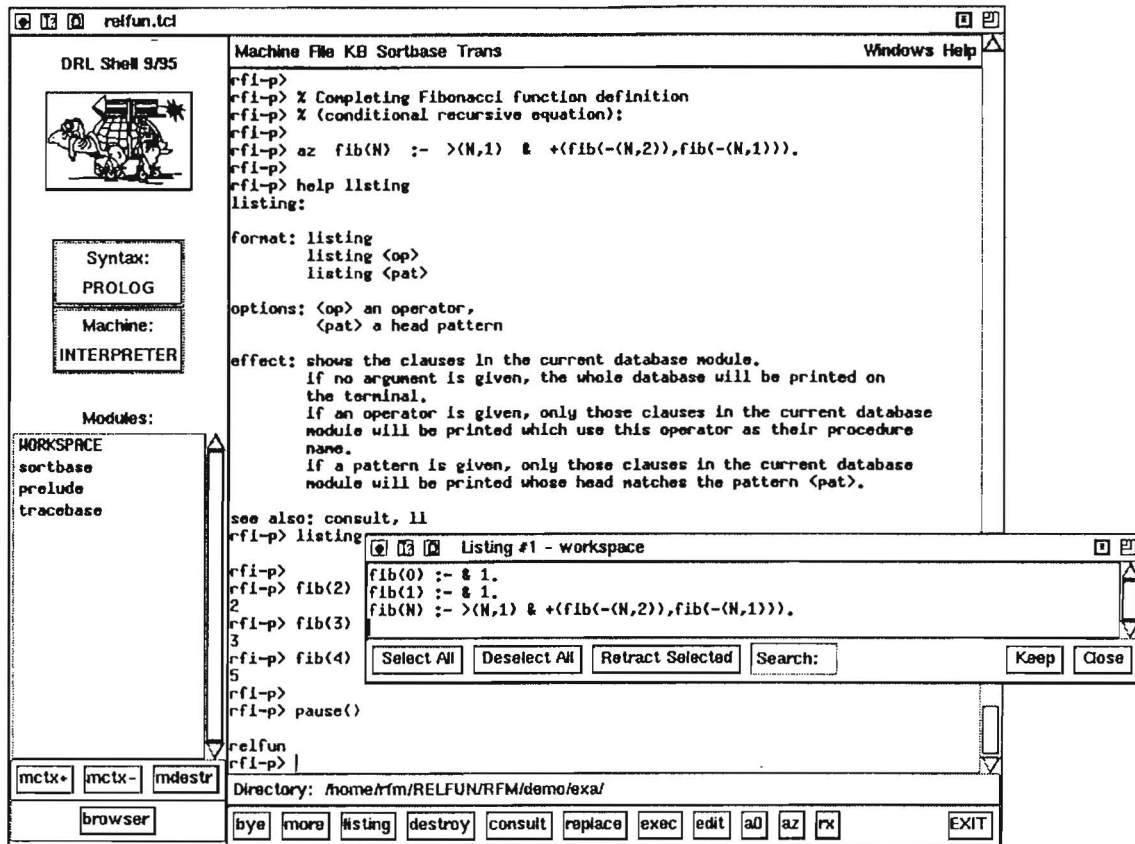 relfun.tcl
DRL Shell 9/95
Syntax:
PROLOG
Machine:
INTERPRETER
Modules:
WORKSPACE
sortbase
prelude
tracebase
mctx+ mctx- mdestr
browser
Machine File KB Sortbase Trans Windows Help
rfi-p>
rfi-p> % Completing Fibonacci function definition
rfi-p> % (conditional recursive equation):
rfi-p>
rfi-p> az fib(N) :- >(N,1) & +(fib(-(N,2)),fib(-(N,1))).
rfi-p>
rfi-p> help listing
listing:
format: listing
listing <op>
listing <pat>
options: <op> an operator,
<pat> a head pattern
effect: shows the clauses in the current database module.
if no argument is given, the whole database will be printed on
the terminal.
if an operator is given, only those clauses in the current database
module will be printed which use this operator as their procedure
name.
if a pattern is given, only those clauses in the current database
module will be printed whose head matches the pattern <pat>.
see also: consult, ll
rfi-p> listing
rfi-p>
rfi-p> fib(2)
2
rfi-p> fib(3)
3
rfi-p> fib(4)
5
rfi-p>
rfi-p> pause()
relfun
rfi-p>
Listing #1 - workspace
fib(0) :- & 1.
fib(1) :- & 1.
fib(N) :- >(N,1) & +(fib(-(N,2)),fib(-(N,1))).
Select All Deselect All Retract Selected Search: Keep Close
Directory: /home/rfm/RELFUN/RFM/demo/exa/
bye more listing destroy consult replace exec edit a0 az rx EXIT